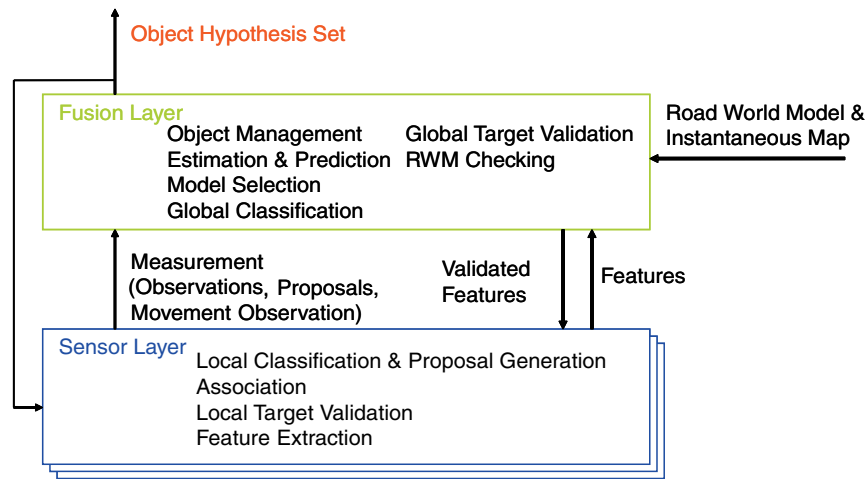 Object Hypothesis Set
Fusion Layer
Object Management
Estimation & Prediction
Model Selection
Global Classification
Global Target Validation
RWM Checking
Road World Model &
Instantaneous Map
Measurement
(Observations, Proposals,
Movement Observation)
Validated
Features
Features
Sensor Layer
Local Classification & Proposal Generation
Association
Local Target Validation
Feature Extraction